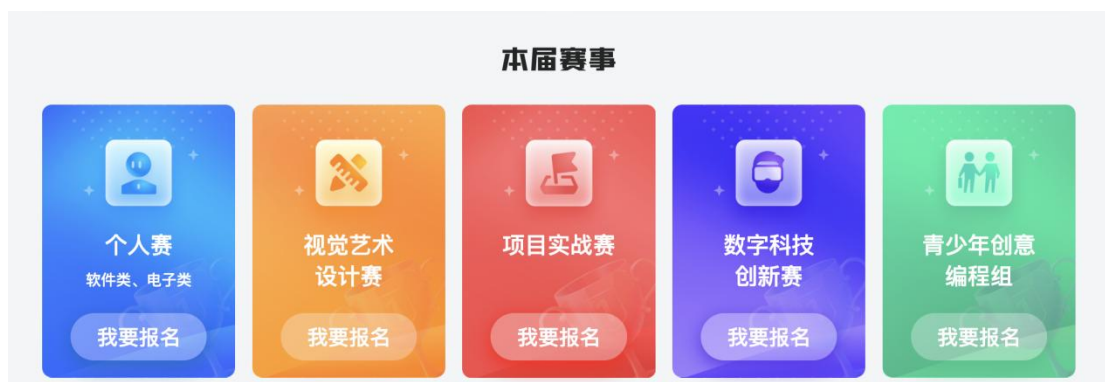 本届赛事
个人赛
软件类、电子类
我要报名
视觉艺术
设计赛
我要报名
项目实战赛
我要报名
数字科技
创新赛
我要报名
青少年创意
编程组
我要报名